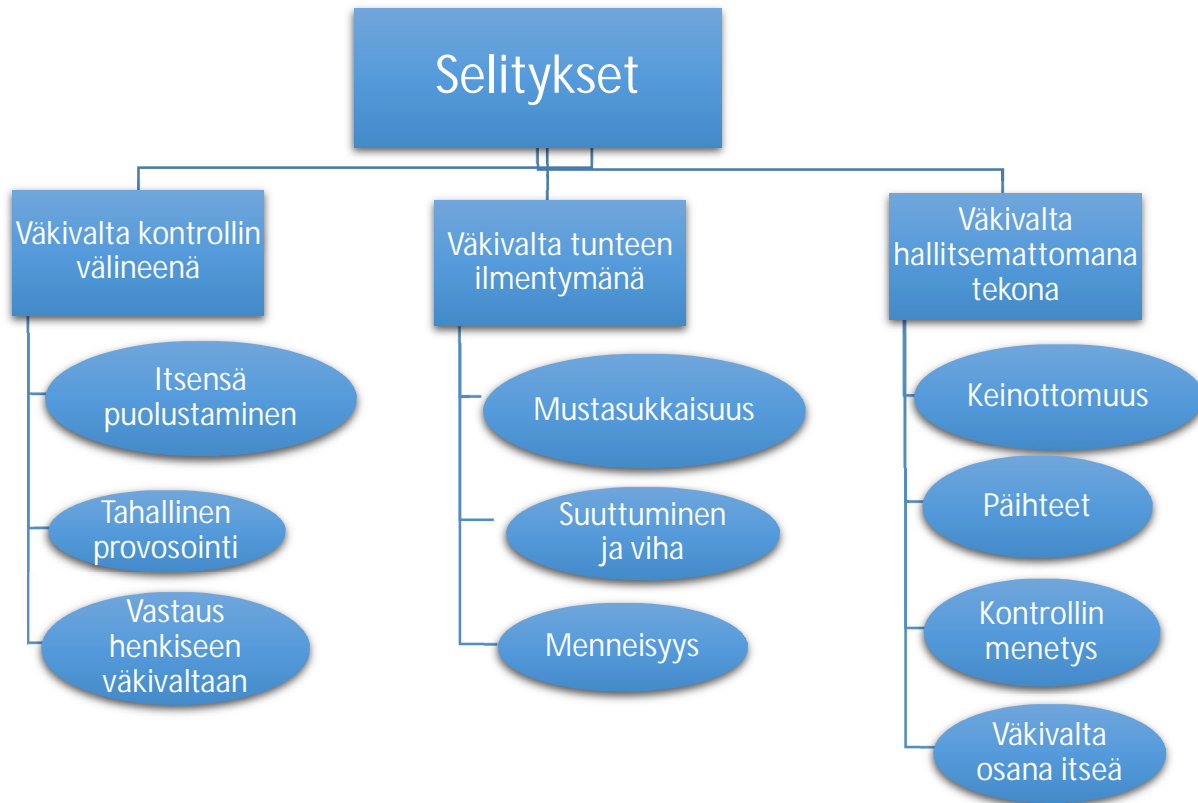 Selitykset
Väkivalta kontrollin
välineenä
Itsensä
puolustaminen
Tahallinen
provosointi
Vastaus
henkiseen
väkivaltaan
Väkivalta tunteen
ilmentymänä
Mustasukkaisuus
Suuttuminen
ja viha
Menneisyys
Väkivalta
hallitsemattomana
tekona
Keinottomuus
Päihteet
Kontrollin
menetys
Väkivalta
osana itseä